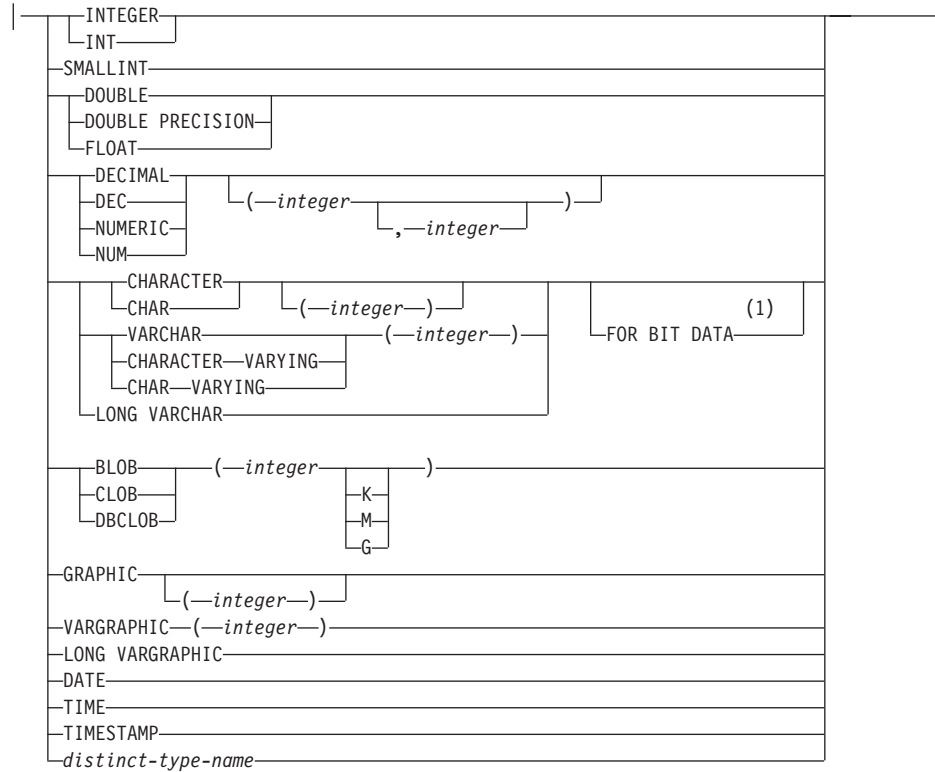 INTEGER
INT
SMALLINT
DOUBLE
DOUBLE PRECISION
FLOAT
DECIMAL
DEC ( integer )
NUMERIC , integer
NUM
CHARACTER
CHAR ( integer ) (1)
VARCHAR ( integer ) FOR BIT DATA
CHARACTER VARYING
CHAR VARYING
LONG VARCHAR
BLOB ( integer )
CLOB K
DBCLOB M
G
GRAPHIC
( integer )
VARGRAPHIC ( integer )
LONG VARGRAPHIC
DATE
TIME
TIMESTAMP
distinct-type-name